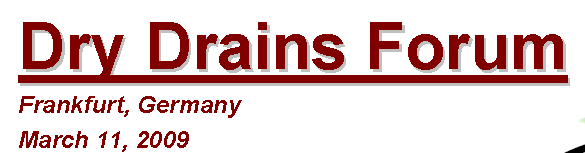 Dry Drains Forum
Frankfurt, Germany
March 11, 2009